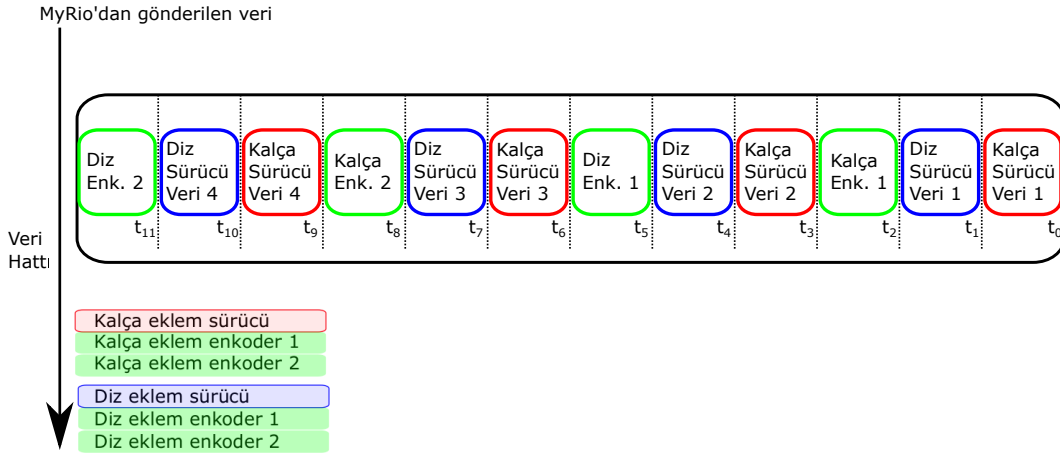 MyRio'dan gönderilen veri
Diz
Enk. 2
t11
Diz
Sürücü
Veri 4
t10
Kalça
Sürücü
Veri 4
t9
Kalça
Enk. 2
t8
Diz
Sürücü
Veri 3
t7
Kalça
Sürücü
Veri 3
t6
Diz
Enk. 1
t5
Diz
Sürücü
Veri 2
t4
Kalça
Sürücü
Veri 2
t3
Kalça
Enk. 1
t2
Diz
Sürücü
Veri 1
t1
Kalça
Sürücü
Veri 1
t0
Veri
Hattı
Kalça eklem sürücü
Kalça eklem enkoder 1
Kalça eklem enkoder 2
Diz eklem sürücü
Diz eklem enkoder 1
Diz eklem enkoder 2